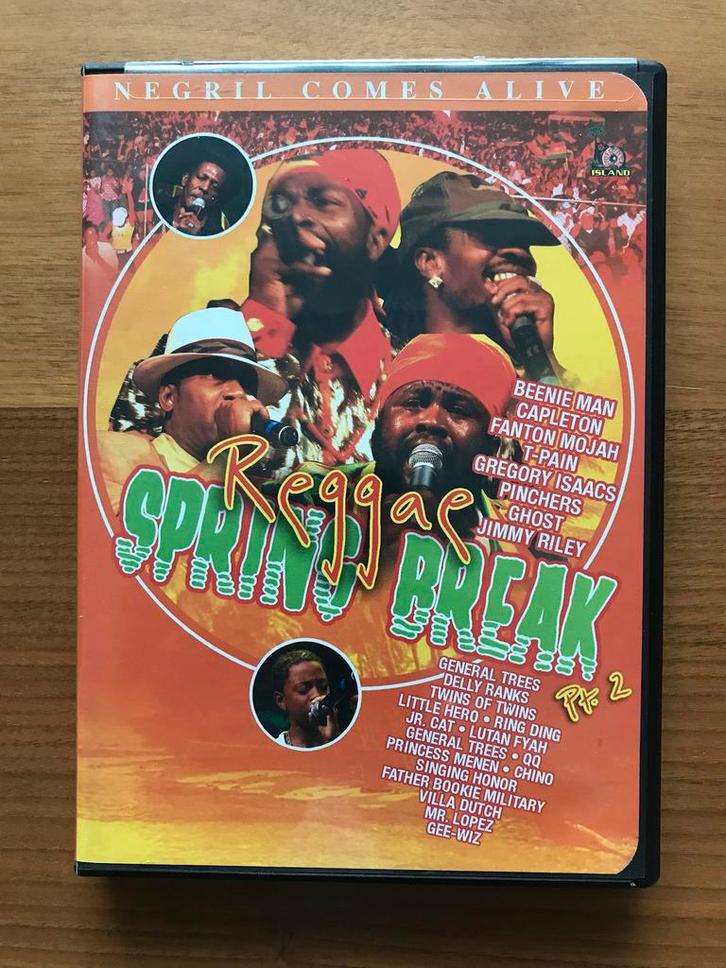 NEGRIL COMES ALIVE
ISLAND
BEENIE MAN
CAPLETON
FANTON MOJAH
T-PAIN
GREGORY ISAACS
PINCHERS
GHOST
JIMMY RILEY
Reggae
SPRING BREAK
Pt. 2
GENERAL TREES
DELLY RANKS
TWINS OF TWINS
LITTLE HERO • RING DING
JR. CAT • LUTAN FYAH
GENERAL TREES • QQ
PRINCESS MENEN • CHINO
SINGING HONOR
FATHER BOOKIE MILITARY
VILLA DUTCH
MR. LOPEZ
GEE-WIZ